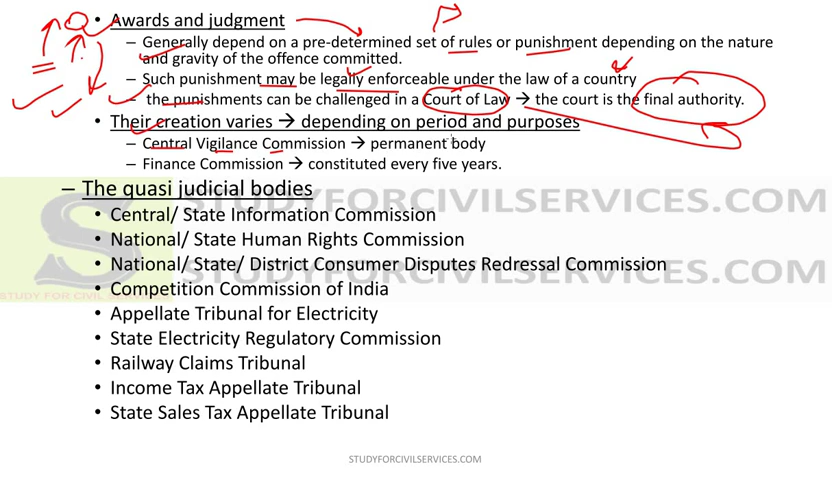 Q
• Awards and judgment
– Generally depend on a pre-determined set of rules or punishment depending on the nature
and gravity of the offence committed.
– Such punishment may be legally enforceable under the law of a country
– the punishments can be challenged in a Court of Law → the court is the final authority.
• Their creation varies → depending on period and purposes
– Central Vigilance Commission → permanent body
– Finance Commission → constituted every five years.
– The quasi judicial bodies
STUDYFORCIVILSERVICES.COM
• Central/ State Information Commission
• National/ State Human Rights Commission
• National/ State/ District Consumer Disputes Redressal Commission
STUDYFORCIVILSERVICES.COM
• Competition Commission of India
STUDY FOR CIVIL SERVICES
• Appellate Tribunal for Electricity
• State Electricity Regulatory Commission
• Railway Claims Tribunal
• Income Tax Appellate Tribunal
• State Sales Tax Appellate Tribunal
STUDYFORCIVILSERVICES.COM